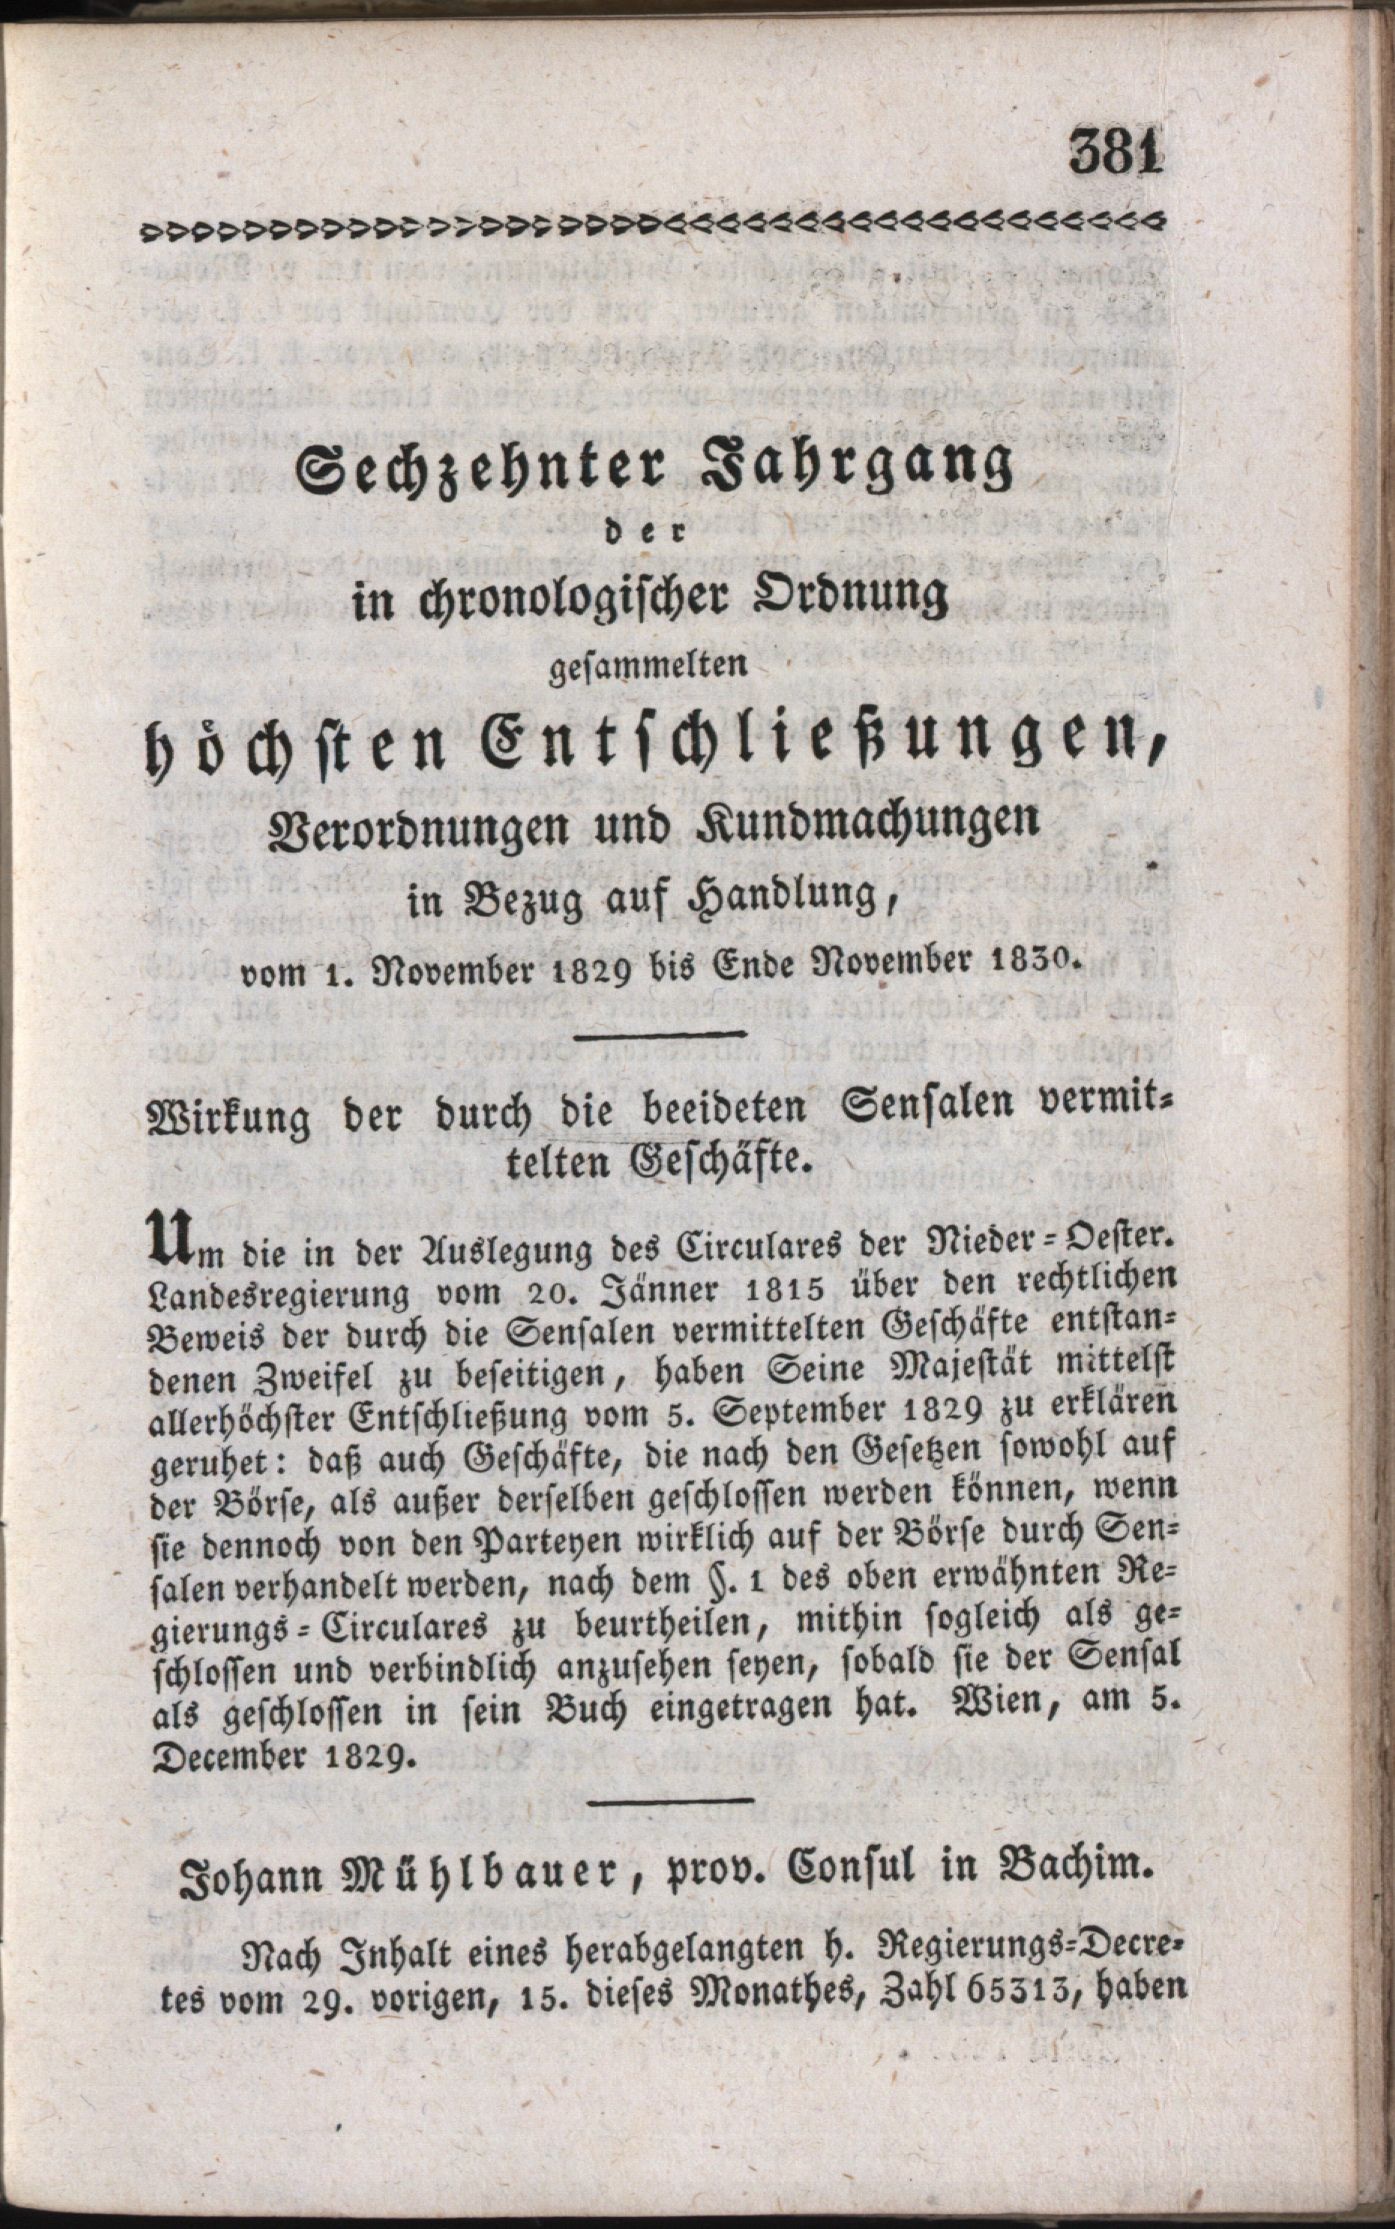 381
Sechzehnter Jahrgang
der
in chronologischer Ordnung
gesammelten
höchsten Entschließungen,
Verordnungen und Kundmachungen
in Bezug auf Handlung,
vom 1. November 1829 bis Ende November 1830.
Wirkung der durch die beeideten Sensalen vermit-
telten Geschäfte.
Um die in der Auslegung des Circulares der Nieder-Oester.
Landesregierung vom 20. Jänner 1815 über den rechtlichen
Beweis der durch die Sensalen vermittelten Geschäfte entstan-
denen Zweifel zu beseitigen, haben Seine Majestät mittelst
allerhöchster Entschließung vom 5. September 1829 zu erklären
geruhet: daß auch Geschäfte, die nach den Gesetzen sowohl auf
der Börse, als außer derselben geschlossen werden können, wenn
sie dennoch von den Parteyen wirklich auf der Börse durch Sen-
salen verhandelt werden, nach dem §. 1 des oben erwähnten Re-
gierungs-Circulares zu beurtheilen, mithin sogleich als ge-
schlossen und verbindlich anzusehen seyen, sobald sie der Sensal
als geschlossen in sein Buch eingetragen hat. Wien, am 5.
December 1829.
Johann Mühlbauer, prov. Consul in Bachim.
Nach Inhalt eines herabgelangten h. Regierungs-Decre-
tes vom 29. vorigen, 15. dieses Monathes, Zahl 65313, haben